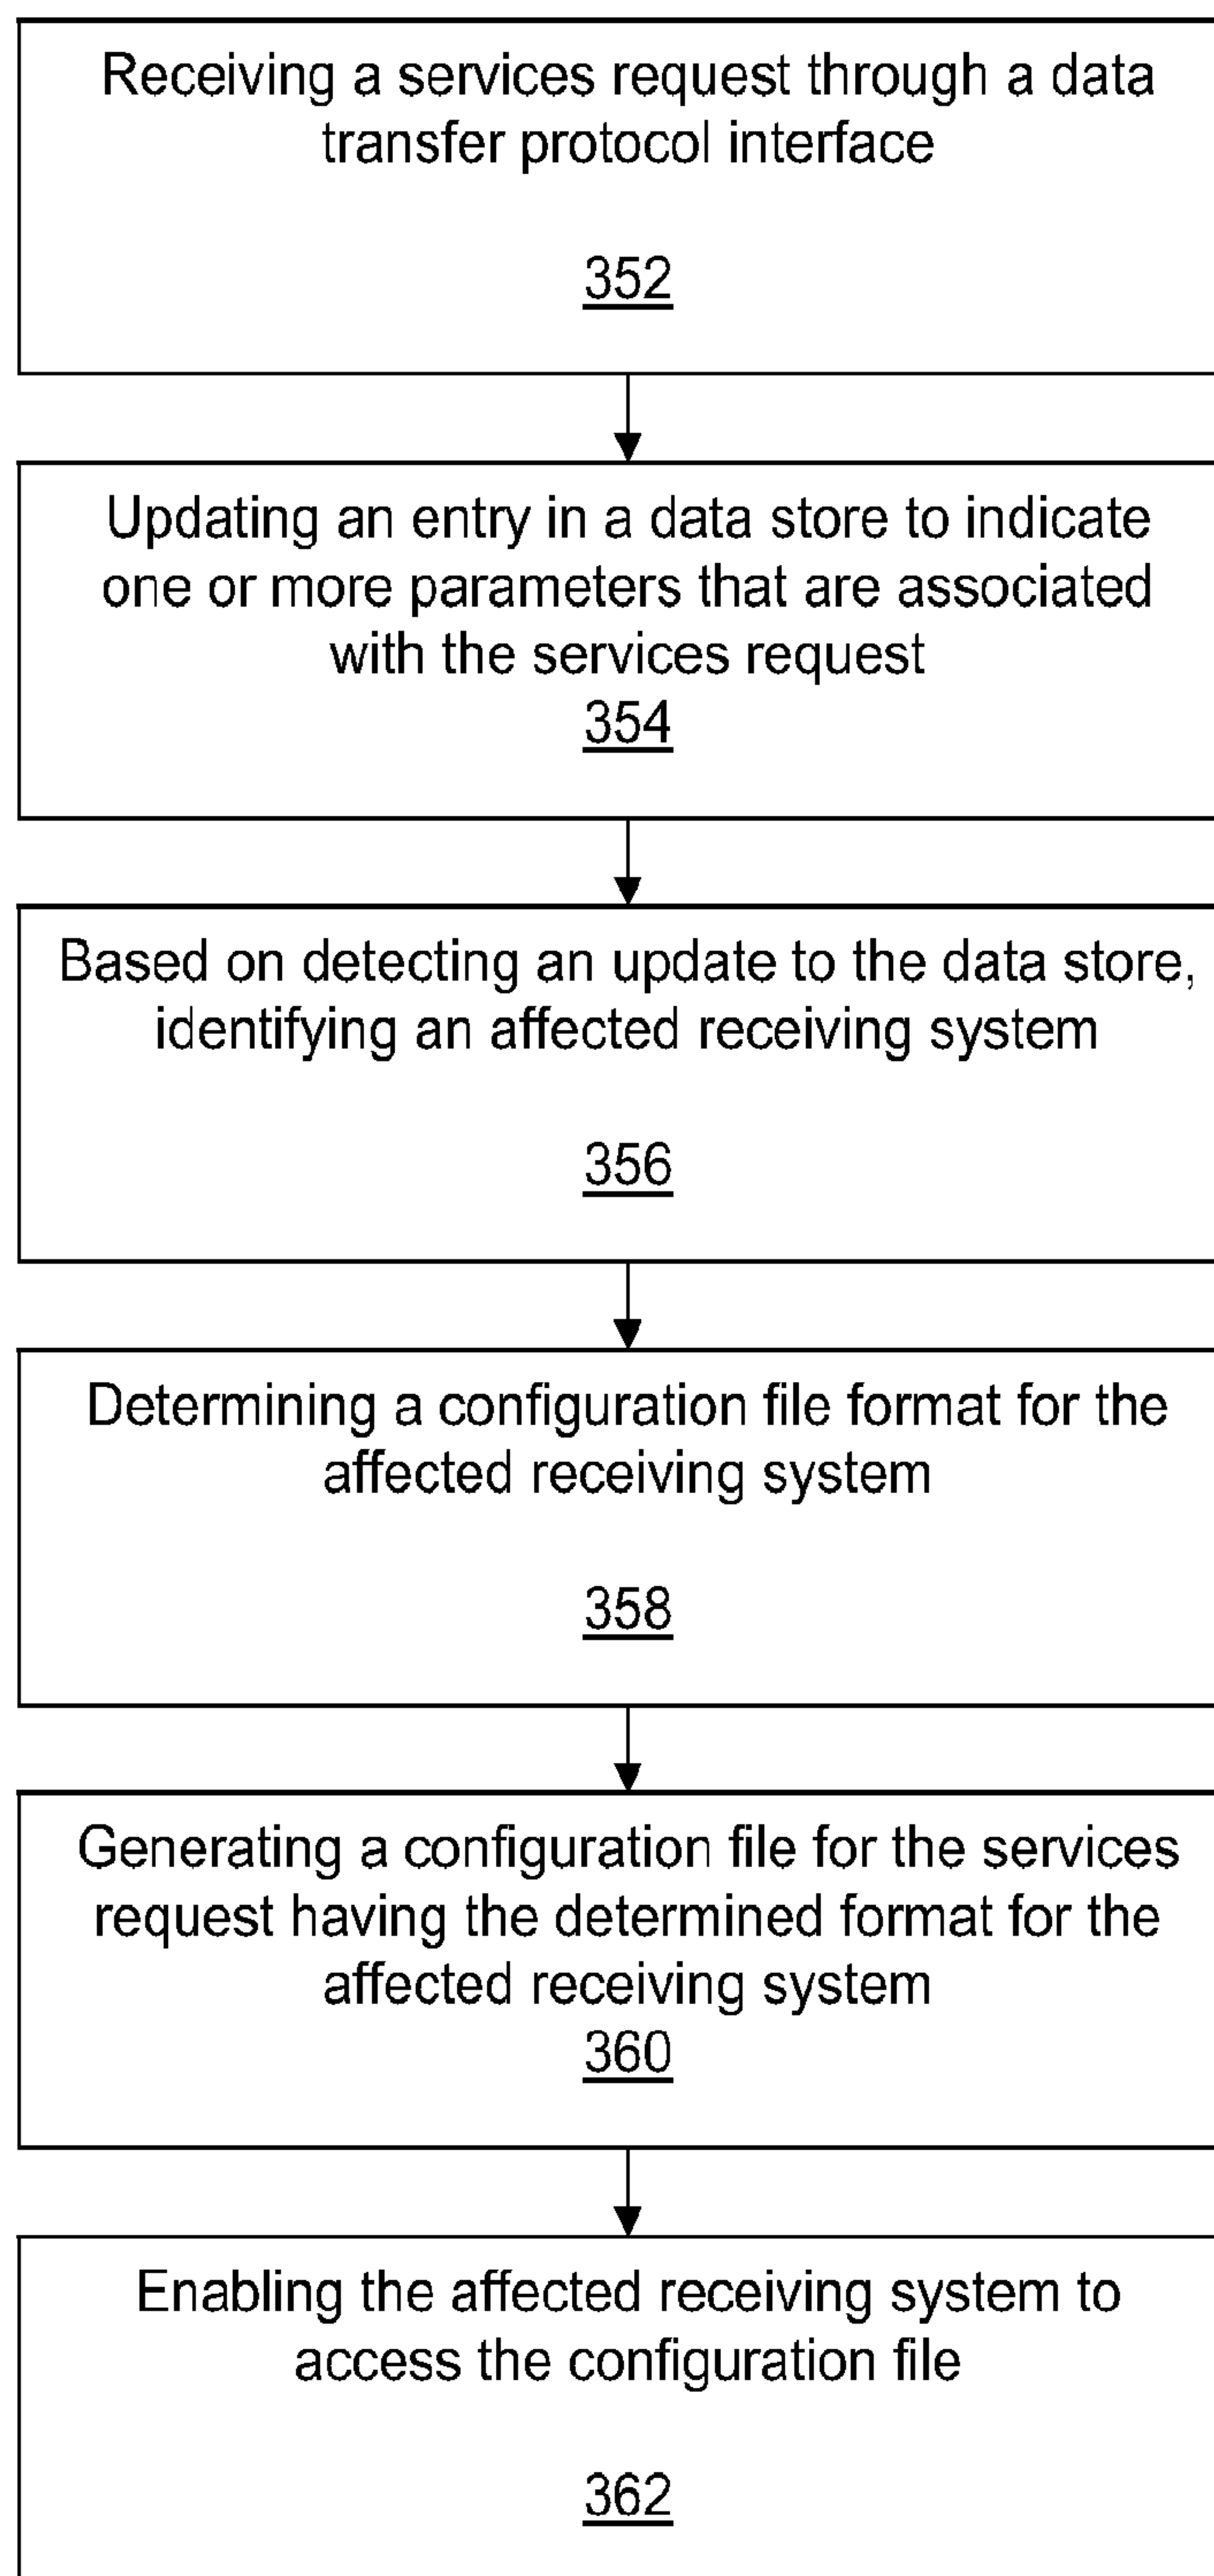 Receiving a services request through a data
transfer protocol interface
352
Updating an entry in a data store to indicate
one or more parameters that are associated
with the services request
354
Based on detecting an update to the data store,
identifying an affected receiving system
356
Determining a configuration file format for the
affected receiving system
358
Generating a configuration file for the services
request having the determined format for the
affected receiving system
360
Enabling the affected receiving system to
access the configuration file
362